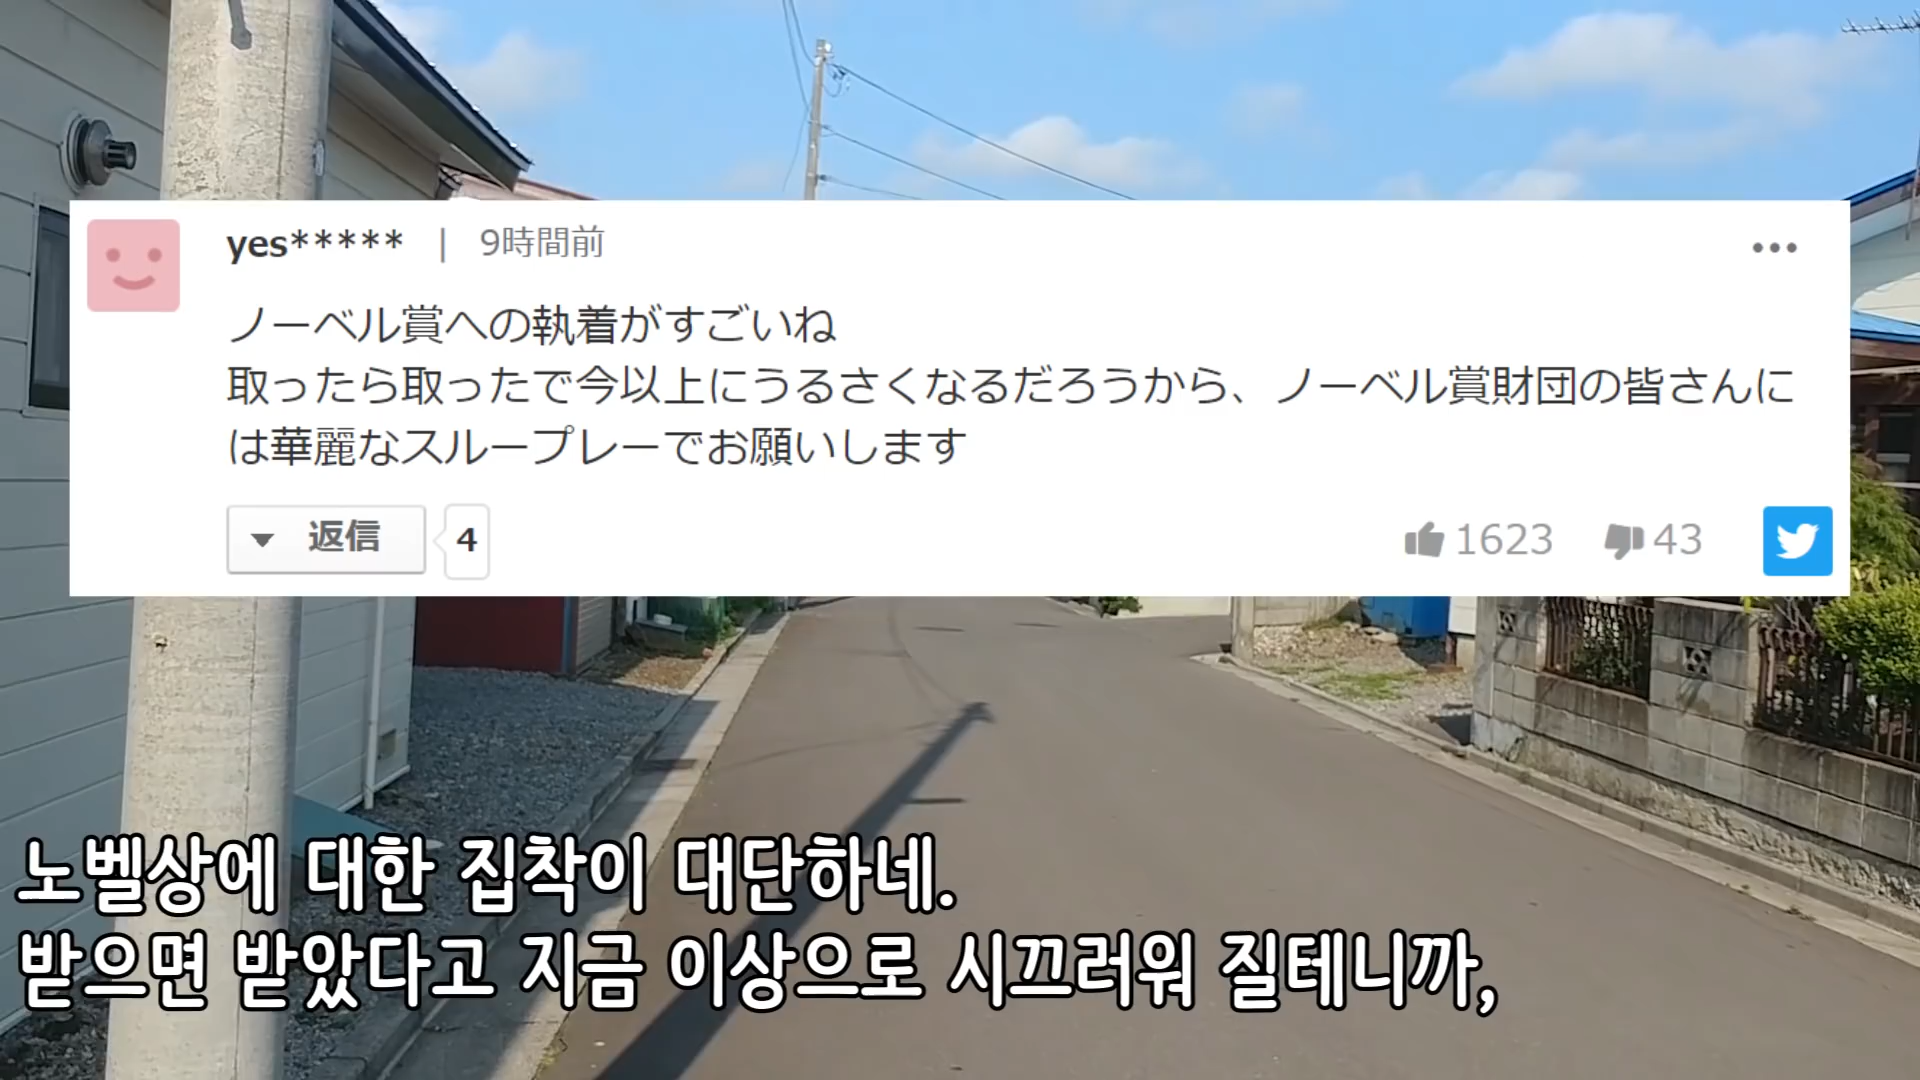 yes***** | 9時間前
ノーベル賞への執着がすごいね
取ったら取ったで今以上にうるさくなるだろうから、ノーベル賞財団の皆さんに
は華麗なスループレーでお願いします
返信 4
1623 43
노벨상에 대한 집착이 대단하네.
받으면 받았다고 지금 이상으로 시끄러워 질테니까,